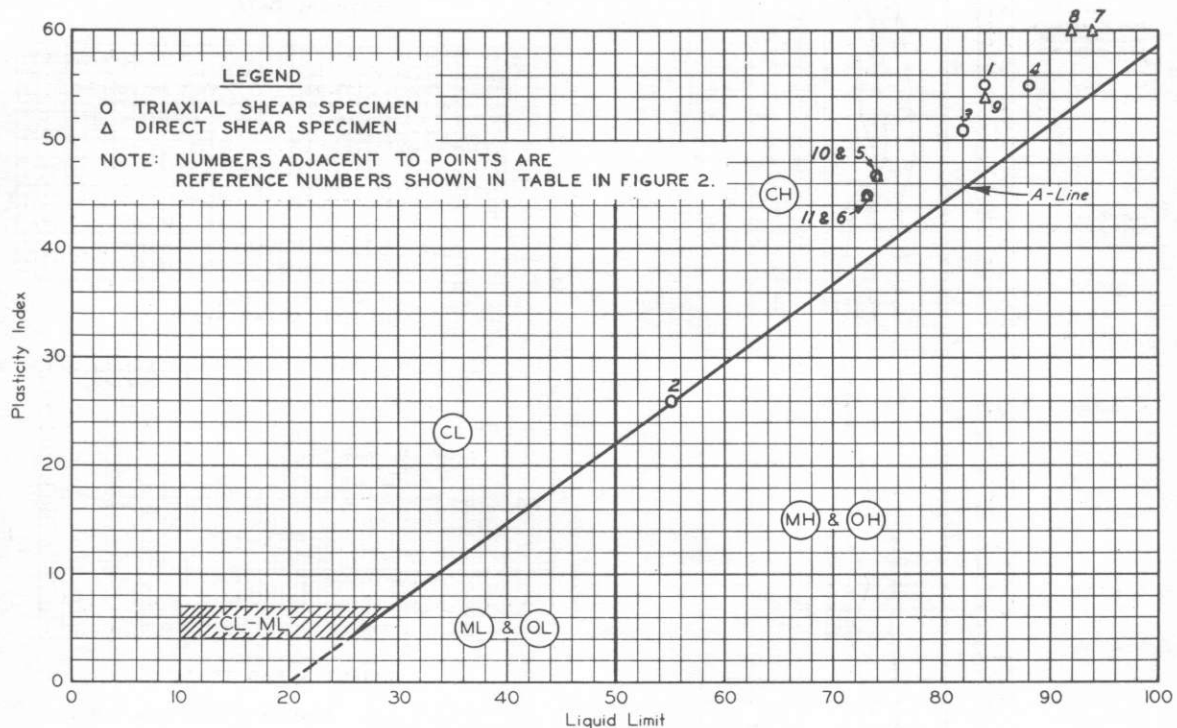 60
50
40
30
20
10
0
Plasticity Index
LEGEND
O TRIAXIAL SHEAR SPECIMEN
Δ DIRECT SHEAR SPECIMEN
NOTE: NUMBERS ADJACENT TO POINTS ARE
REFERENCE NUMBERS SHOWN IN TABLE IN FIGURE 2.
8 7
1 4
9
3
10 & 5
CH
11 & 6
A-Line
2
CL
MH & OH
CL-ML
ML & OL
0 10 20 30 40 50 60 70 80 90 100
Liquid Limit